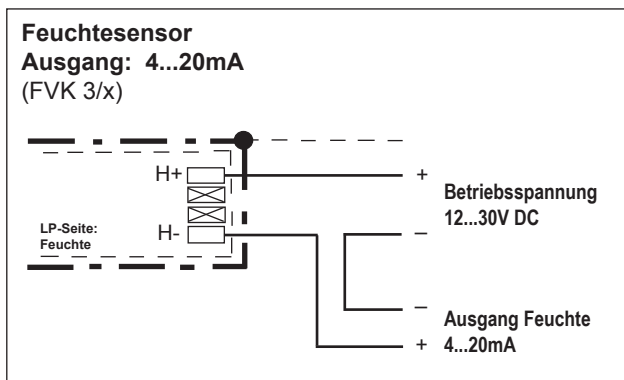 Feuchtesensor
Ausgang: 4...20mA
(FVK 3/x)
H+
+
Betriebsspannung
12...30V DC
LP-Seite:
Feuchte
H-
–
–
Ausgang Feuchte
+
4...20mA